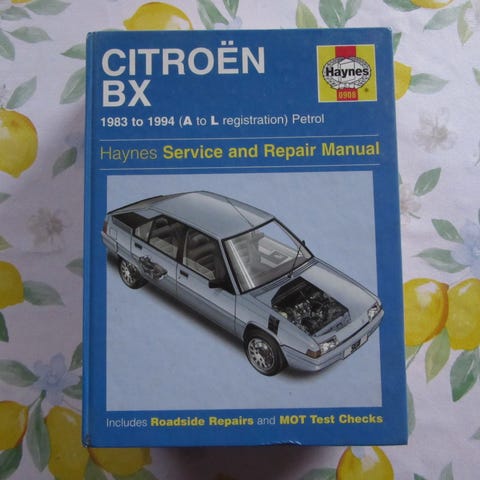 CITROËN
BX
Haynes
0908
1983 to 1994 (A to L registration) Petrol
Haynes Service and Repair Manual
Includes Roadside Repairs and MOT Test Checks